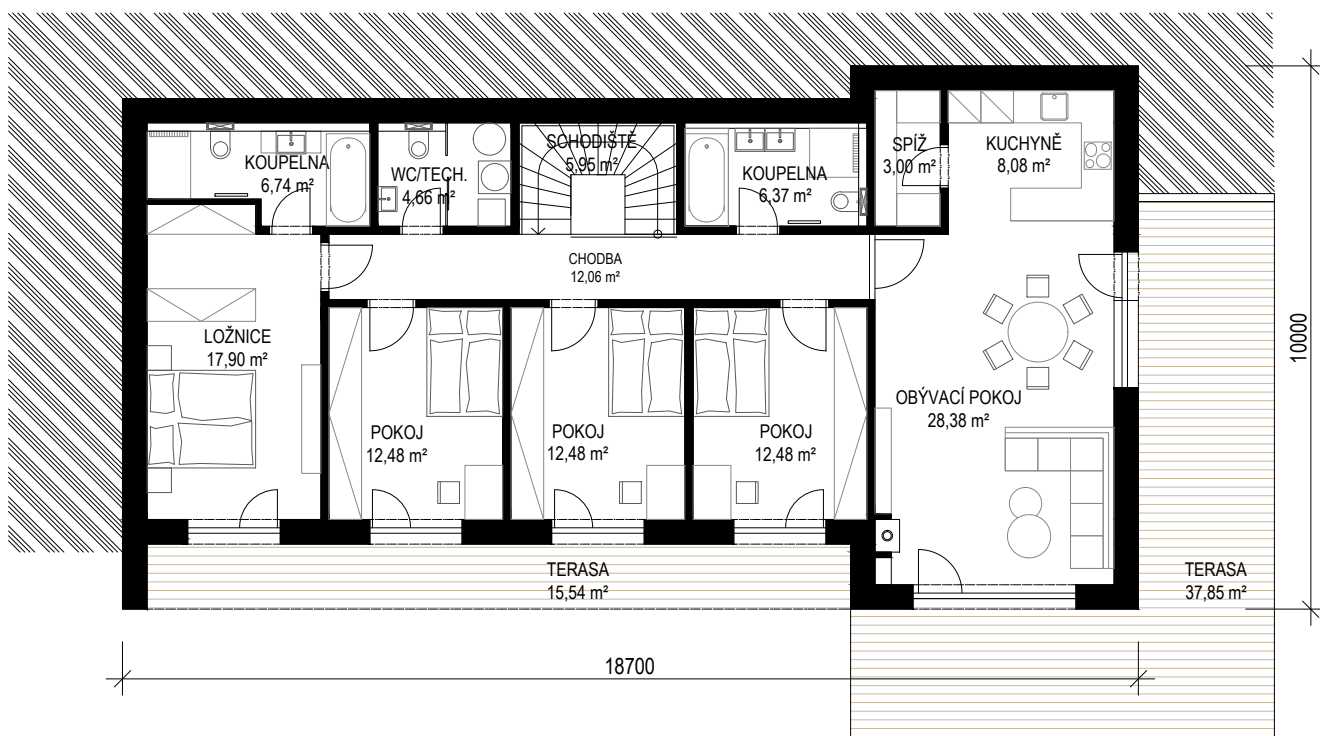 SCHODIŠTĚ
5,95 m²
SPÍŽ
3,00 m²
KUCHYNĚ
8,08 m²
KOUPELNA
6,74 m²
WC/TECH.
4,66 m²
KOUPELNA
6,37 m²
CHODBA
12,06 m²
LOŽNICE
17,90 m²
10000
OBÝVACÍ POKOJ
28,38 m²
POKOJ
12,48 m²
POKOJ
12,48 m²
POKOJ
12,48 m²
TERASA
15,54 m²
TERASA
37,85 m²
18700